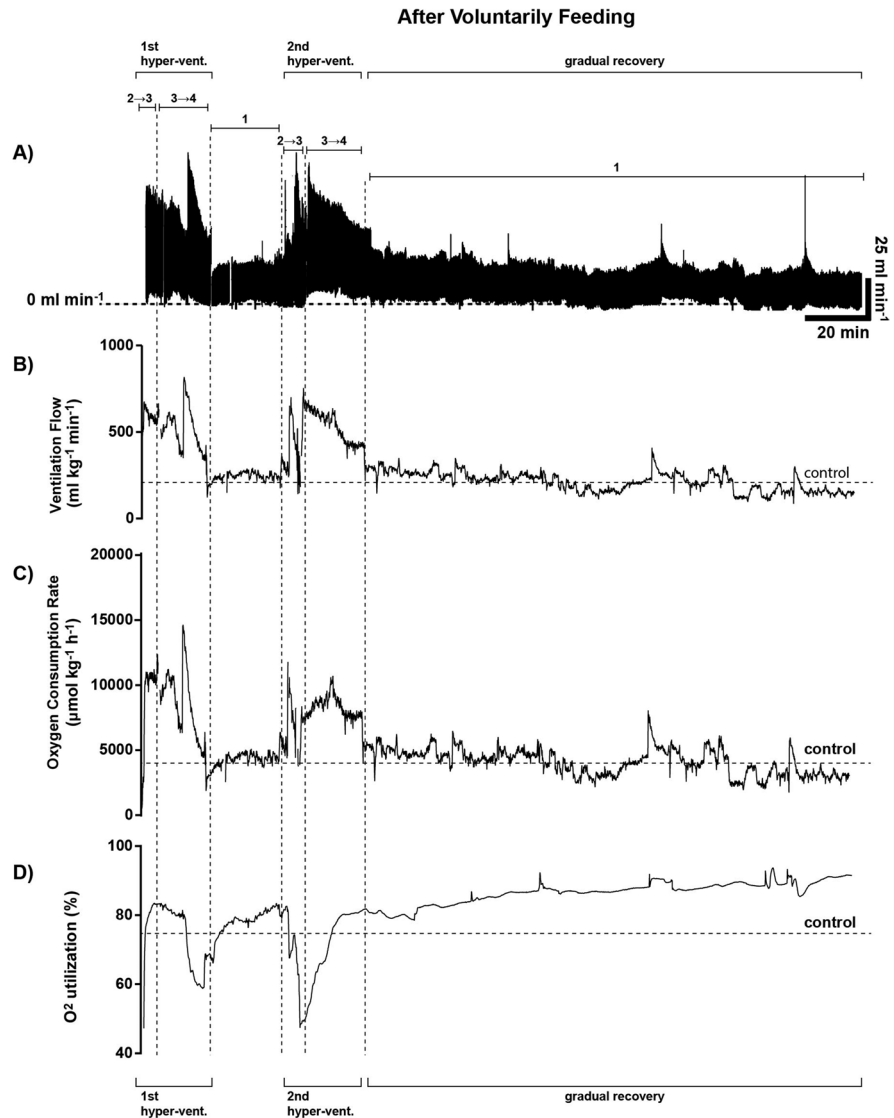 After Voluntarily Feeding
1st
hyper-vent.
2nd
hyper-vent.
gradual recovery
2→3
3→4
1
2→3
3→4
1
A)
0 ml min-1
25 ml min-1
20 min
B)
Ventilation Flow
(ml kg-1 min-1)
1000
500
0
control
C)
Oxygen Consumption Rate
(µmol kg-1 h-1)
20000
15000
10000
5000
0
control
D)
O2 utilization (%)
100
80
60
40
control
1st
hyper-vent.
2nd
hyper-vent.
gradual recovery